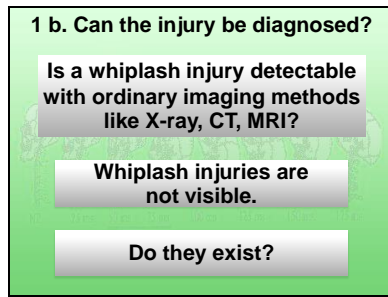 1 b. Can the injury be diagnosed?
Is a whiplash injury detectable
with ordinary imaging methods
like X-ray, CT, MRI?
Whiplash injuries are
not visible.
Do they exist?